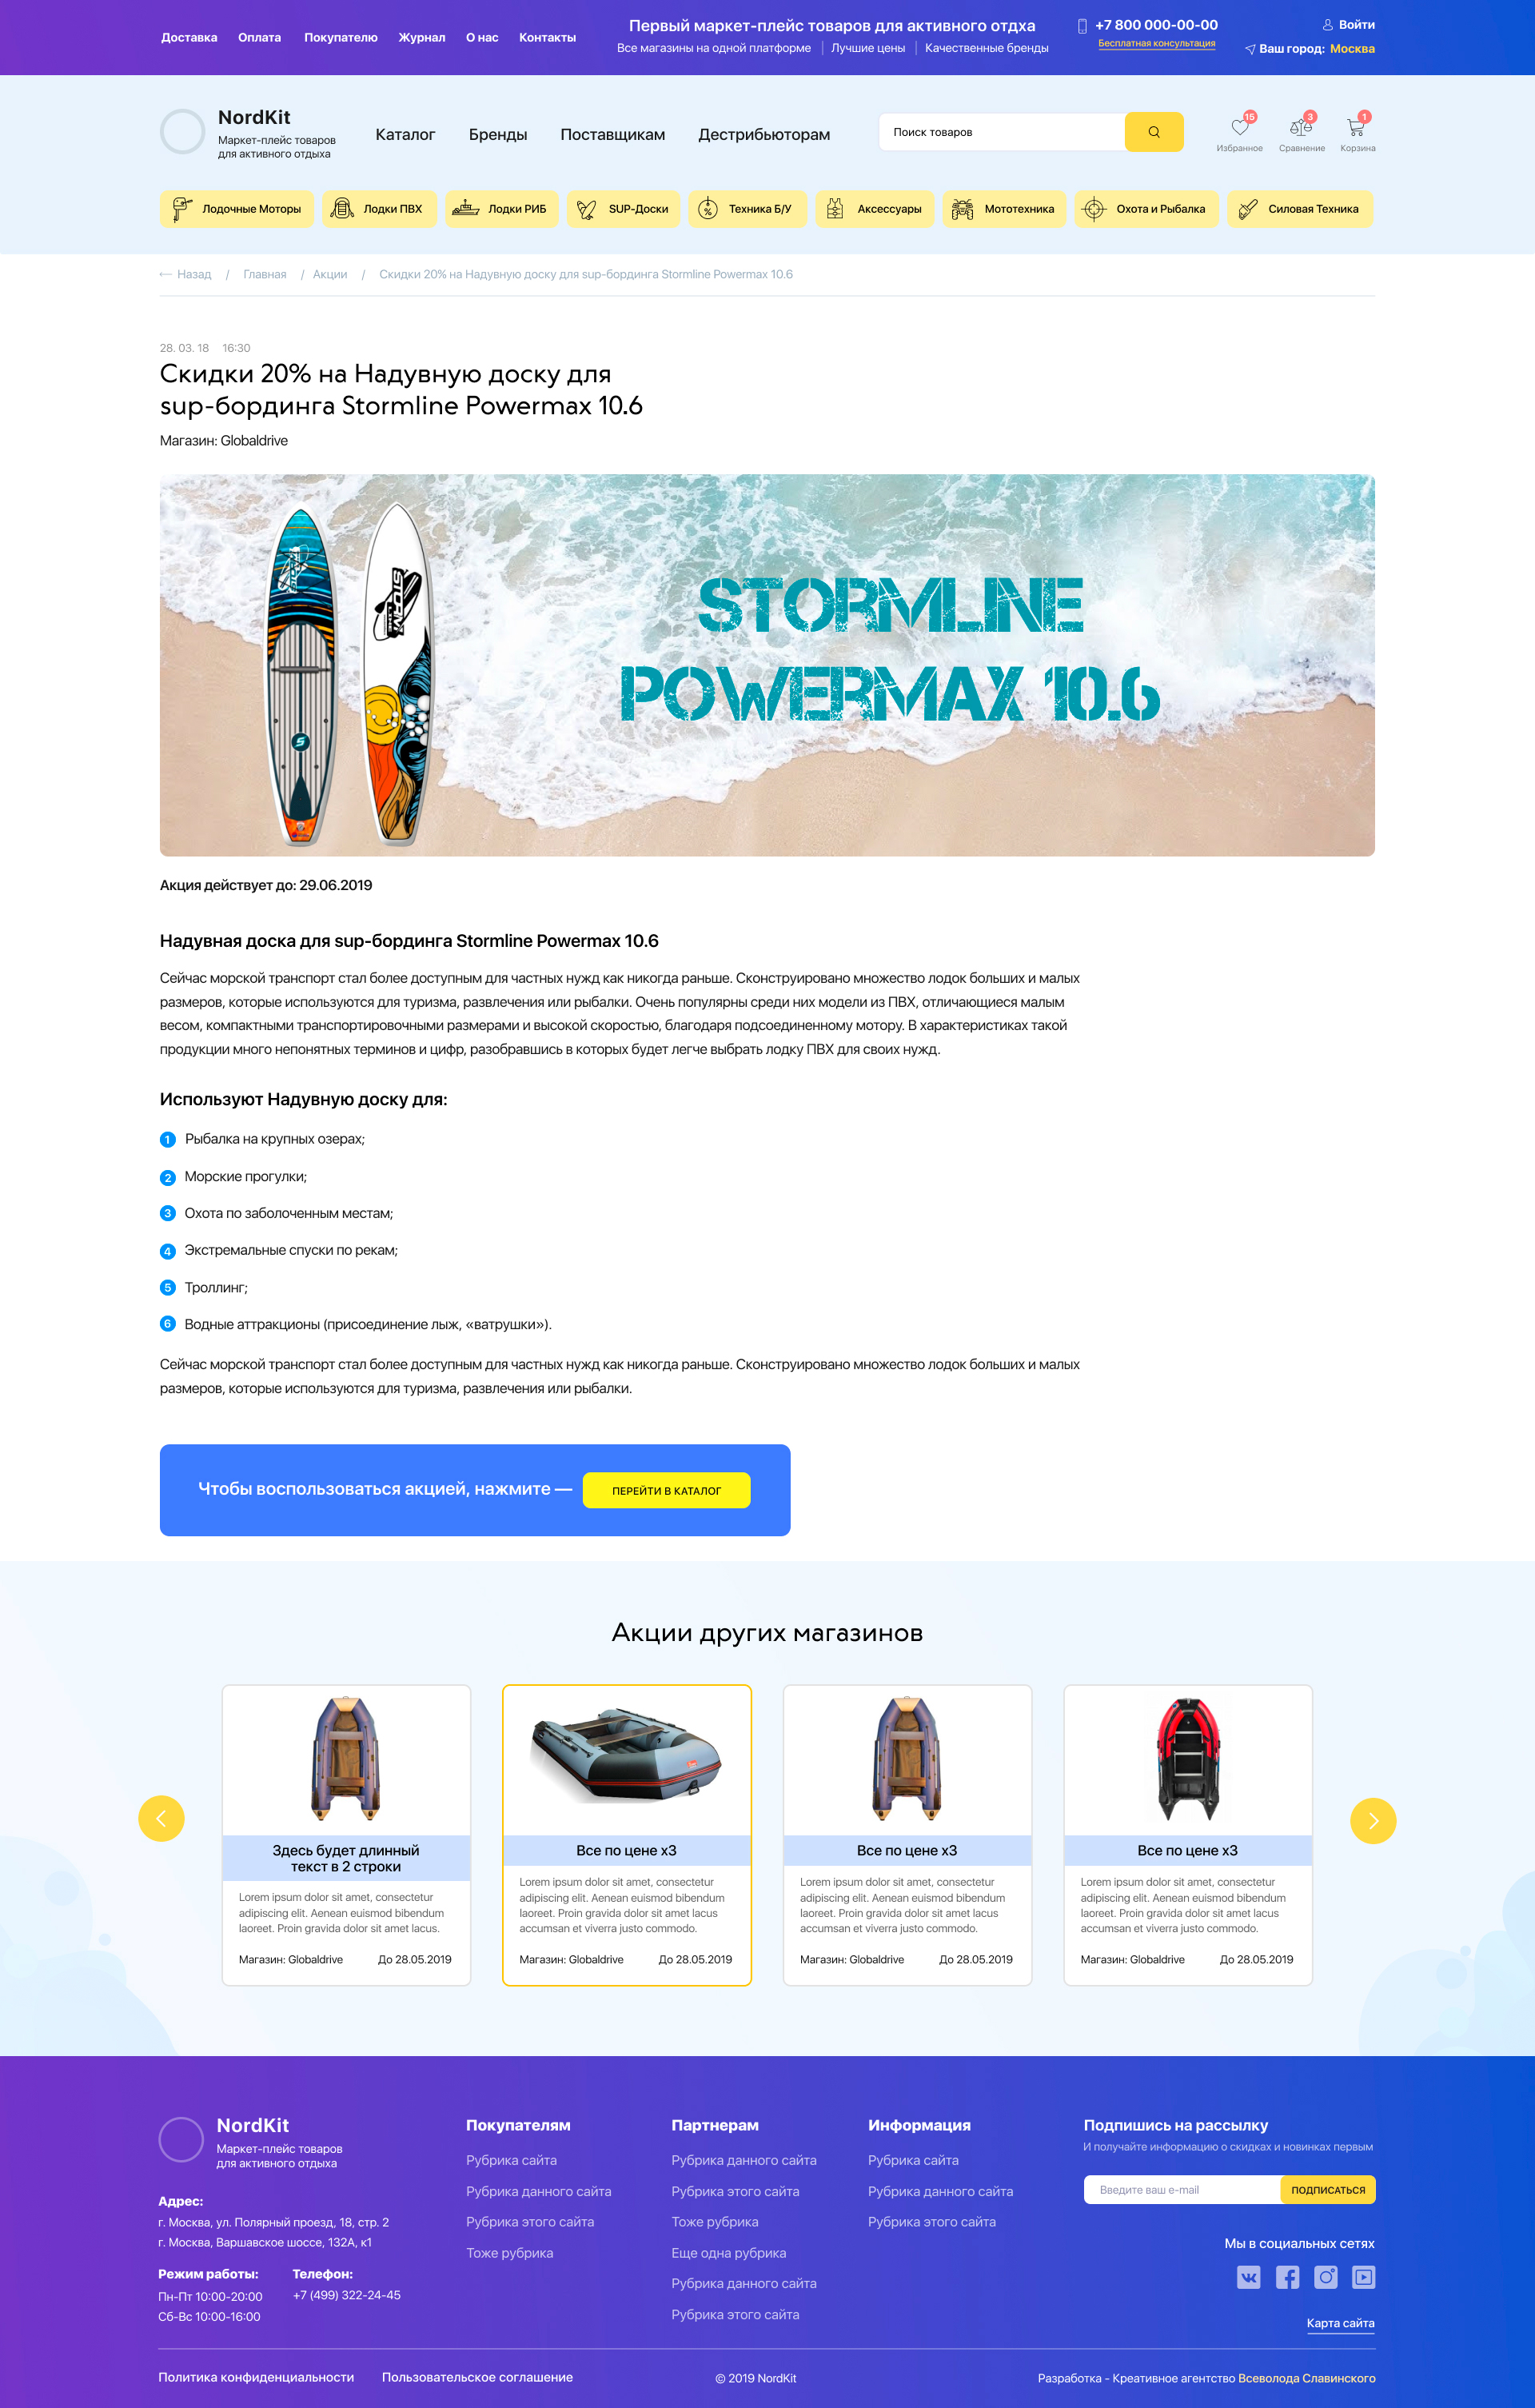 Доставка Оплата Покупателю Журнал О нас Контакты
Первый маркет-плейс товаров для активного отдха
Все магазины на одной платформе | Лучшие цены | Качественные бренды
+7 800 000-00-00
Бесплатная консультация
Войти
Ваш город: Москва
NordKit
Маркет-плейс товаров
для активного отдыха
Каталог Бренды Поставщикам Дестрибьюторам
Поиск товаров
15
Избранное
3
Сравнение
1
Корзина
Лодочные Моторы Лодки ПВХ Лодки РИБ SUP-Доски Техника Б/У Аксессуары Мототехника Охота и Рыбалка Силовая Техника
Назад / Главная / Акции / Скидки 20% на Надувную доску для sup-бординга Stormline Powermax 10.6
28. 03. 18 16:30
Скидки 20% на Надувную доску для
sup-бординга Stormline Powermax 10.6
Магазин: Globaldrive
STORMLINE
POWERMAX 10.6
Акция действует до: 29.06.2019
Надувная доска для sup-бординга Stormline Powermax 10.6
Сейчас морской транспорт стал более доступным для частных нужд как никогда раньше. Сконструировано множество лодок больших и малых
размеров, которые используются для туризма, развлечения или рыбалки. Очень популярны среди них модели из ПВХ, отличающиеся малым
весом, компактными транспортировочными размерами и высокой скоростью, благодаря подсоединенному мотору. В характеристиках такой
продукции много непонятных терминов и цифр, разобравшись в которых будет легче выбрать лодку ПВХ для своих нужд.
Используют Надувную доску для:
1 Рыбалка на крупных озерах;
2 Морские прогулки;
3 Охота по заболоченным местам;
4 Экстремальные спуски по рекам;
5 Троллинг;
6 Водные аттракционы (присоединение лыж, «ватрушки»).
Сейчас морской транспорт стал более доступным для частных нужд как никогда раньше. Сконструировано множество лодок больших и малых
размеров, которые используются для туризма, развлечения или рыбалки.
Чтобы воспользоваться акцией, нажмите — ПЕРЕЙТИ В КАТАЛОГ
Акции других магазинов
Здесь будет длинный
текст в 2 строки
Lorem ipsum dolor sit amet, consectetur
adipiscing elit. Aenean euismod bibendum
laoreet. Proin gravida dolor sit amet lacus.
Магазин: Globaldrive До 28.05.2019
Все по цене х3
Lorem ipsum dolor sit amet, consectetur
adipiscing elit. Aenean euismod bibendum
laoreet. Proin gravida dolor sit amet lacus
accumsan et viverra justo commodo.
Магазин: Globaldrive До 28.05.2019
Все по цене х3
Lorem ipsum dolor sit amet, consectetur
adipiscing elit. Aenean euismod bibendum
laoreet. Proin gravida dolor sit amet lacus
accumsan et viverra justo commodo.
Магазин: Globaldrive До 28.05.2019
Все по цене х3
Lorem ipsum dolor sit amet, consectetur
adipiscing elit. Aenean euismod bibendum
laoreet. Proin gravida dolor sit amet lacus
accumsan et viverra justo commodo.
Магазин: Globaldrive До 28.05.2019
NordKit
Маркет-плейс товаров
для активного отдыха
Адрес:
г. Москва, ул. Полярный проезд, 18, стр. 2
г. Москва, Варшавское шоссе, 132А, к1
Режим работы:
Пн-Пт 10:00-20:00
Сб-Вс 10:00-16:00
Телефон:
+7 (499) 322-24-45
Покупателям
Рубрика сайта
Рубрика данного сайта
Рубрика этого сайта
Тоже рубрика
Партнерам
Рубрика данного сайта
Рубрика этого сайта
Тоже рубрика
Еще одна рубрика
Рубрика данного сайта
Рубрика этого сайта
Информация
Рубрика сайта
Рубрика данного сайта
Рубрика этого сайта
Подпишись на рассылку
И получайте информацию о скидках и новинках первым
Введите ваш e-mail ПОДПИСАТЬСЯ
Мы в социальных сетях
Карта сайта
Политика конфиденциальности Пользовательское соглашение © 2019 NordKit Разработка - Креативное агентство Всеволода Славинского